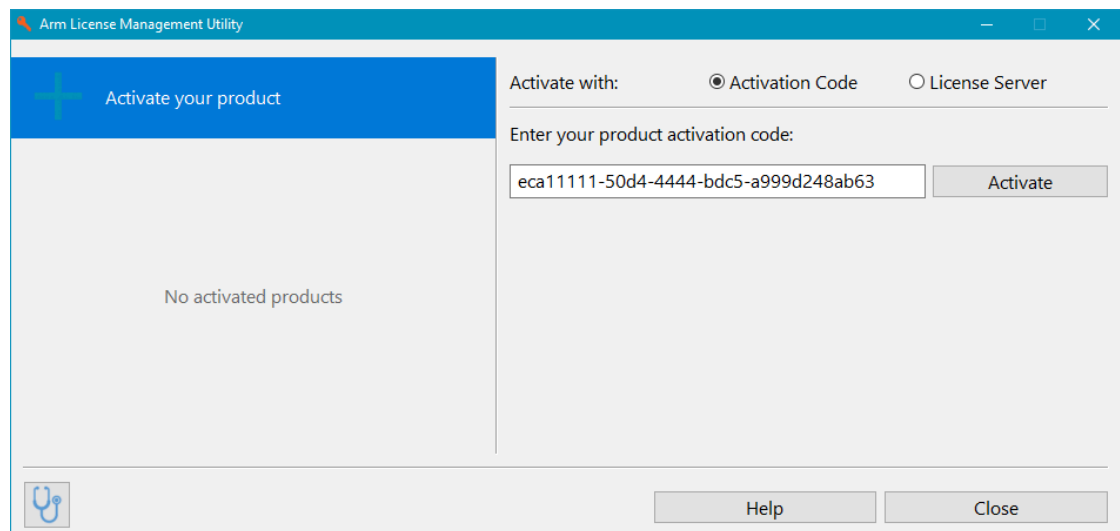 Arm License Management Utility
Activate your product
No activated products
Activate with: Activation Code License Server
Enter your product activation code:
eca11111-50d4-4444-bdc5-a999d248ab63 Activate
Help Close